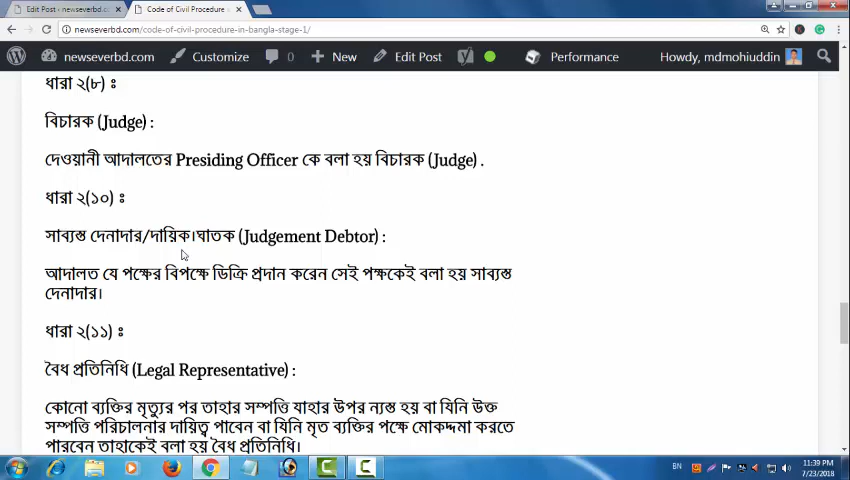 Edit Post ‹ newseverbd.com
Code of Civil Procedure
newseverbd.com/code-of-civil-procedure-in-bangla-stage-1/
newseverbd.com Customize 0 New Edit Post Performance Howdy, mdmohiuddin
ধারা ২(৮) ঃ
বিচারক (Judge) :
দেওয়ানী আদালতের Presiding Officer কে বলা হয় বিচারক (Judge) .
ধারা ২(১০) ঃ
সাব্যস্ত দেনাদার/দায়িক।ঘাতক (Judgement Debtor) :
আদালত যে পক্ষের বিপক্ষে ডিক্রি প্রদান করেন সেই পক্ষকেই বলা হয় সাব্যস্ত
দেনাদার।
ধারা ২(১১) ঃ
বৈধ প্রতিনিধি (Legal Representative) :
কোনো ব্যক্তির মৃত্যুর পর তাহার সম্পত্তি যাহার উপর ন্যস্ত হয় বা যিনি উক্ত
সম্পত্তি পরিচালনার দায়িত্ব পাবেন বা যিনি মৃত ব্যক্তির পক্ষে মোকদ্দমা করতে
পারবেন তাহাকেই বলা হয় বৈধ প্রতিনিধি।
BN
11:39 PM
7/23/2018